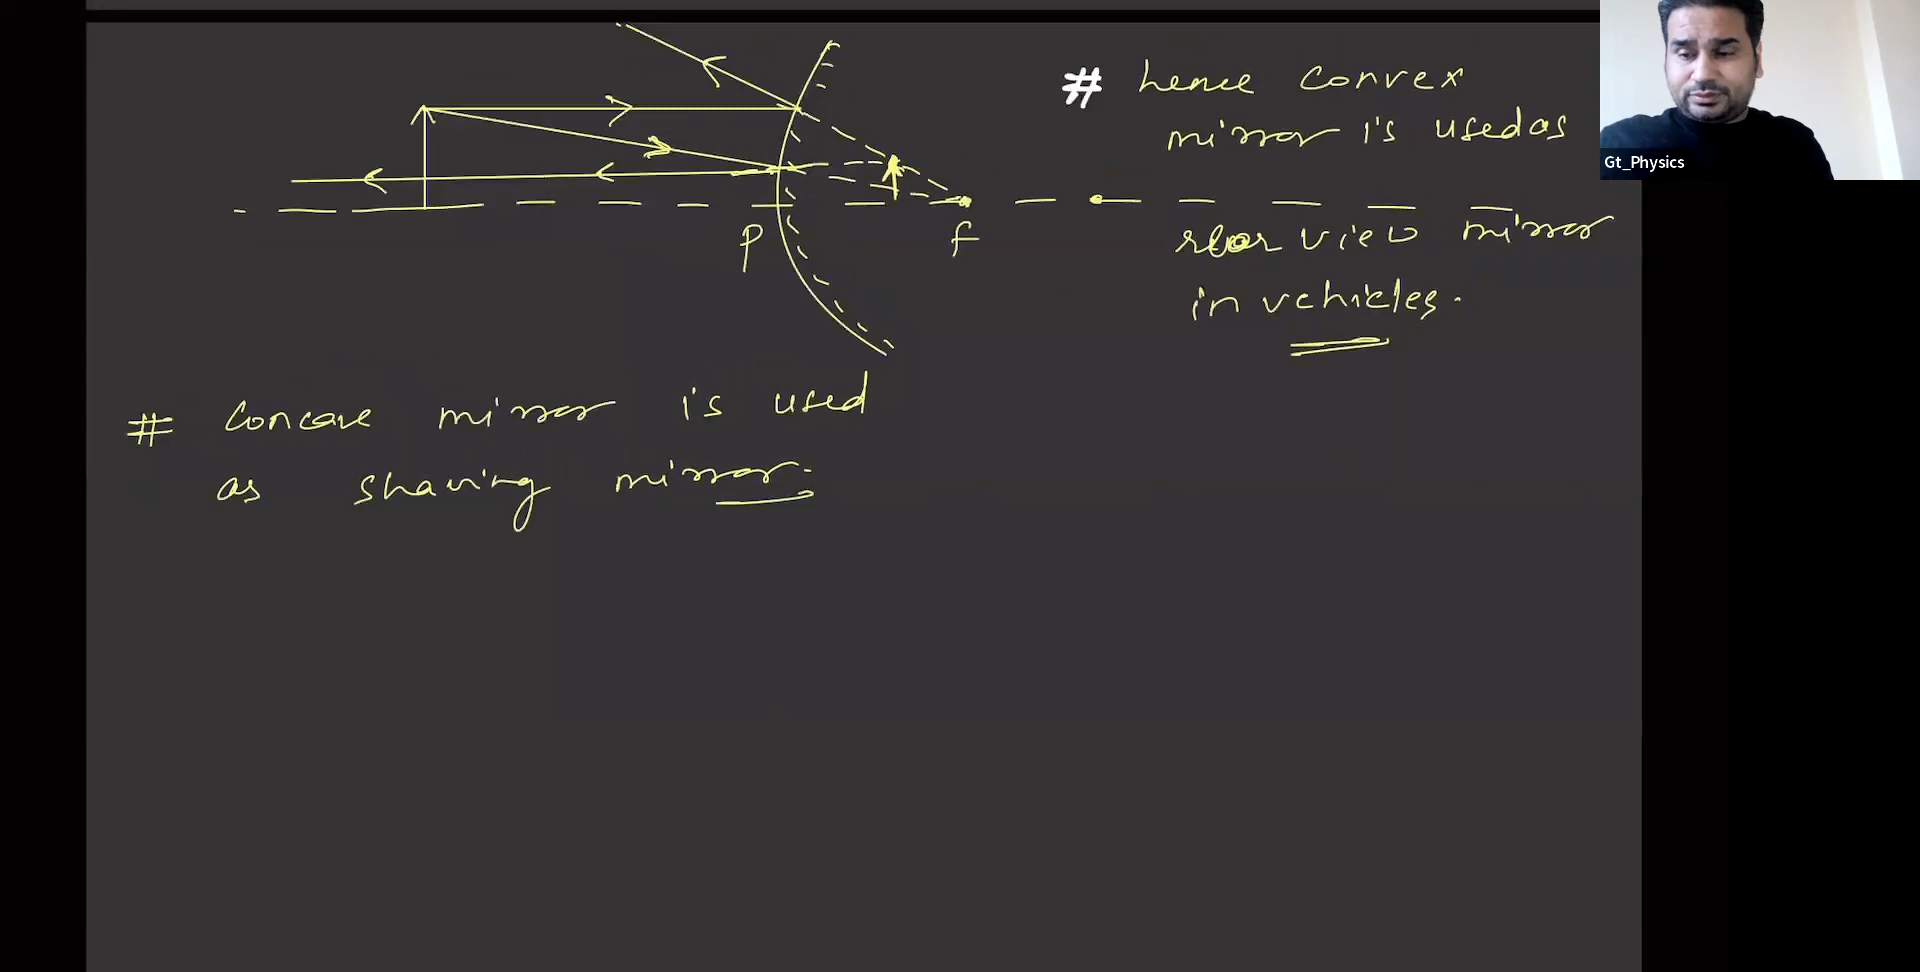 # hence convex
mirror is used as
Gt_Physics
rear view mirror
in vehicles.
P
f
# Concave mirror is used
as shaving mirror.